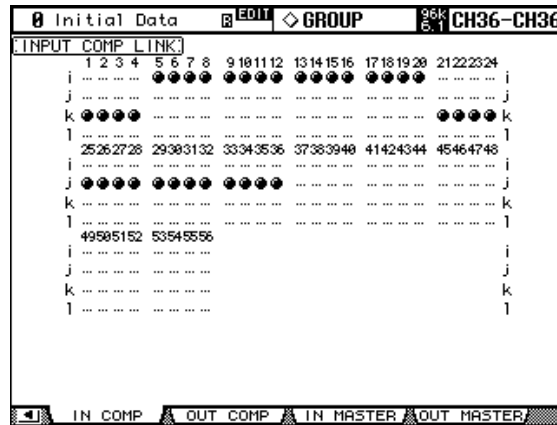 0 Initial Data R EDIT ◇ GROUP 96k 6.1 CH36-CH36
INPUT COMP LINK
1 2 3 4 5 6 7 8 9 10 11 12 13 14 15 16 17 18 19 20 21 22 23 24
i i
j j
k k
l l
25 26 27 28 29 30 31 32 33 34 35 36 37 38 39 40 41 42 43 44 45 46 47 48
i i
j j
k k
l l
49 50 51 52 53 54 55 56
i i
j j
k k
l l
IN COMP OUT COMP IN MASTER OUT MASTER